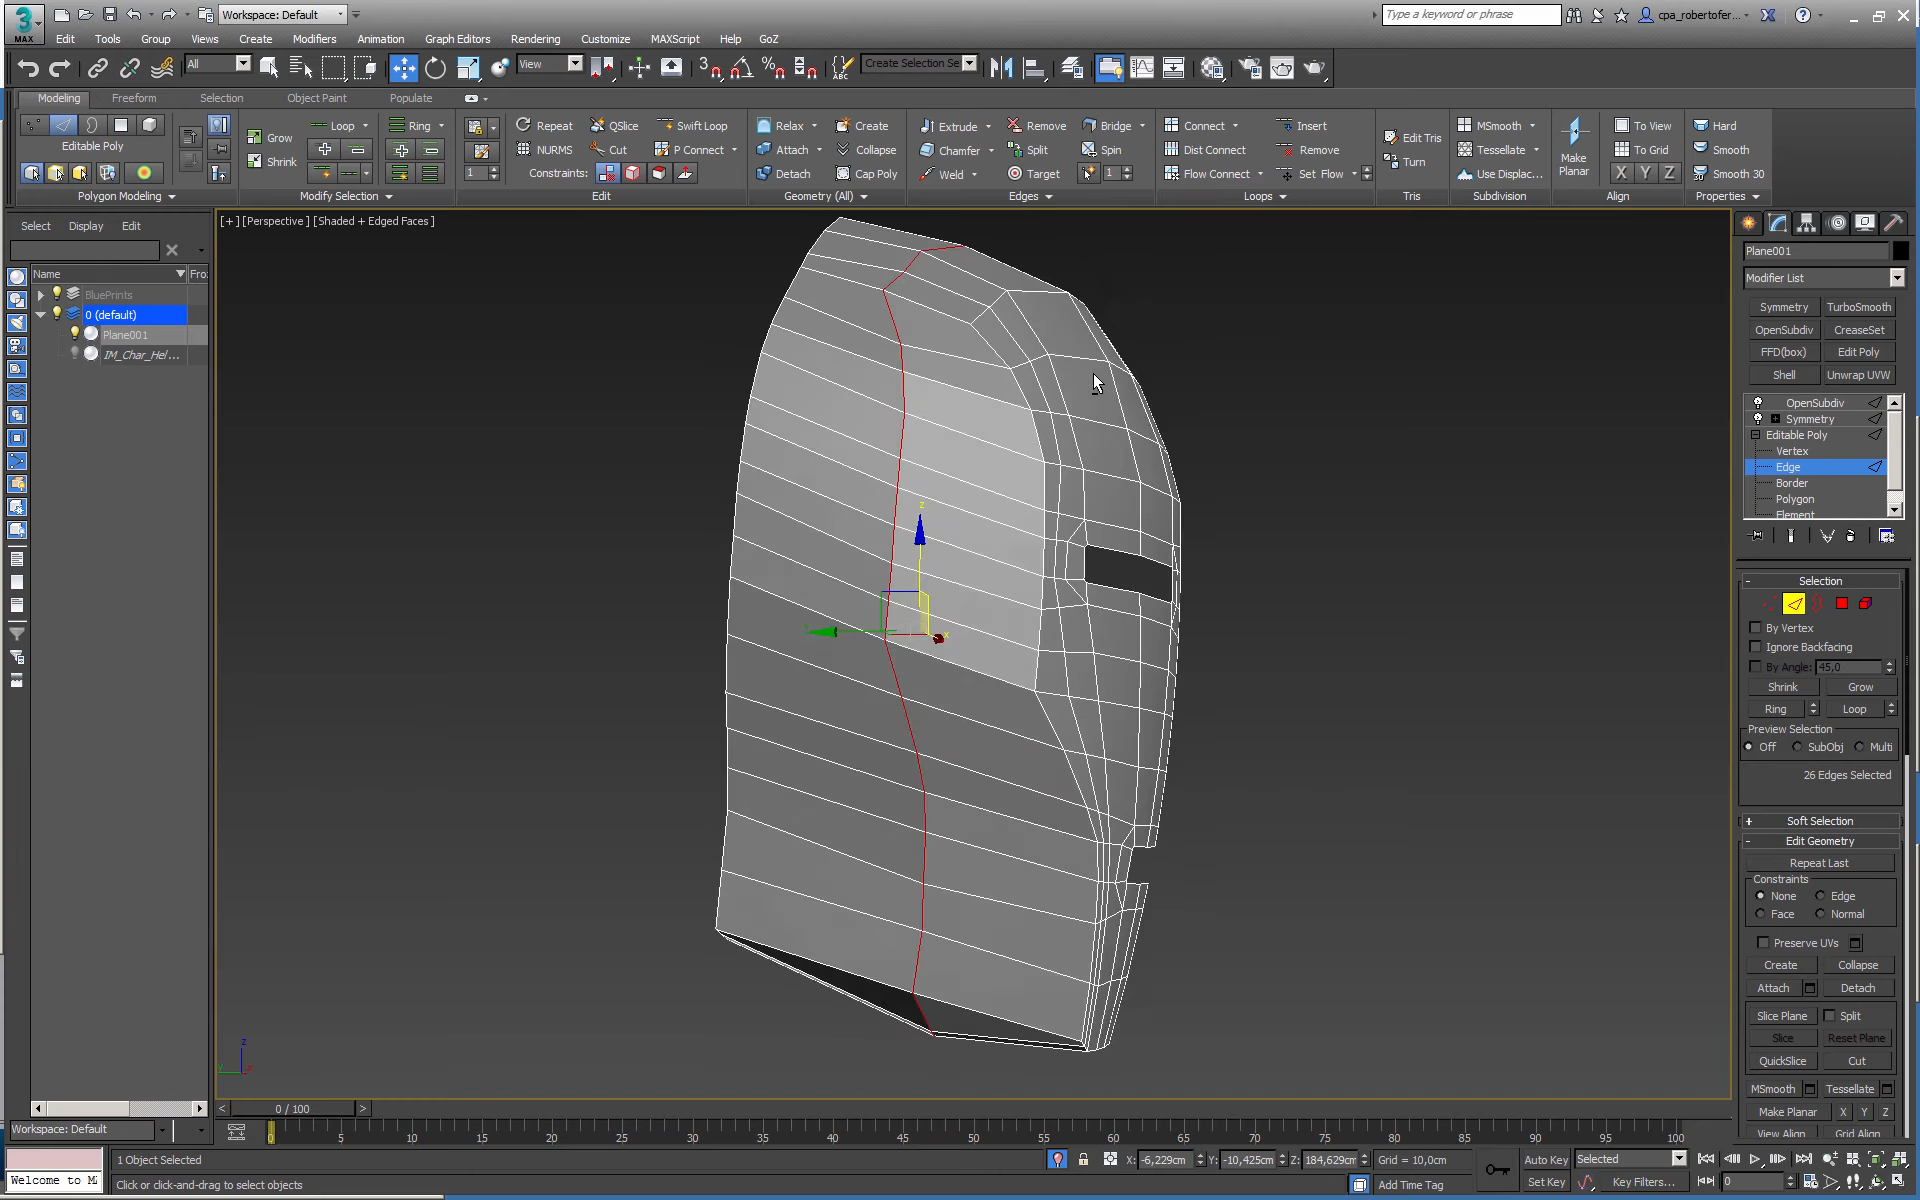 MAX
Workspace: Default
Type a keyword or phrase
cpa_robertofer...
Edit Tools Group Views Create Modifiers Animation Graph Editors Rendering Customize MAXScript Help GoZ
All
View
3
ABC
Create Selection Se
Modeling Freeform Selection Object Paint Populate
Editable Poly
Grow
Shrink
Loop
Ring
1
Repeat QSlice Swift Loop
NURMS Cut P Connect
Constraints:
Relax Create
Attach Collapse
Detach Cap Poly
Extrude Remove Bridge
Chamfer Split Spin
Weld Target 1
Connect Insert
Dist Connect Remove
Flow Connect Set Flow
Edit Tris
Turn
MSmooth
Tessellate
Use Displac...
Make
Planar
To View
To Grid
X Y Z
Hard
Smooth
Smooth 30
Polygon Modeling Modify Selection Edit Geometry (All) Edges Loops Tris Subdivision Align Properties
Select Display Edit
Name Fro
BluePrints
0 (default)
Plane001
IM_Char_Hel...
[+] [Perspective] [Shaded + Edged Faces]
z
x
z
Plane001
Modifier List
Symmetry TurboSmooth
OpenSubdiv CreaseSet
FFD(box) Edit Poly
Shell Unwrap UVW
OpenSubdiv
Symmetry
Editable Poly
Vertex
Edge
Border
Polygon
Element
Selection
By Vertex
Ignore Backfacing
By Angle: 45,0
Shrink Grow
Ring Loop
Preview Selection
Off SubObj Multi
26 Edges Selected
Soft Selection
Edit Geometry
Repeat Last
Constraints
None Edge
Face Normal
Preserve UVs
Create Collapse
Attach Detach
Slice Plane Split
Slice Reset Plane
QuickSlice Cut
MSmooth Tessellate
Make Planar X Y Z
View Align Grid Align
0 / 100
Workspace: Default
0 5 10 15 20 25 30 35 40 45 50 55 60 65 70 75 80 85 90 95 100
1 Object Selected
X: -6,229cm Y: -10,425cm Z: 184,629cm Grid = 10,0cm
Auto Key Selected
Welcome to M
Click or click-and-drag to select objects
Add Time Tag
Set Key Key Filters... 0